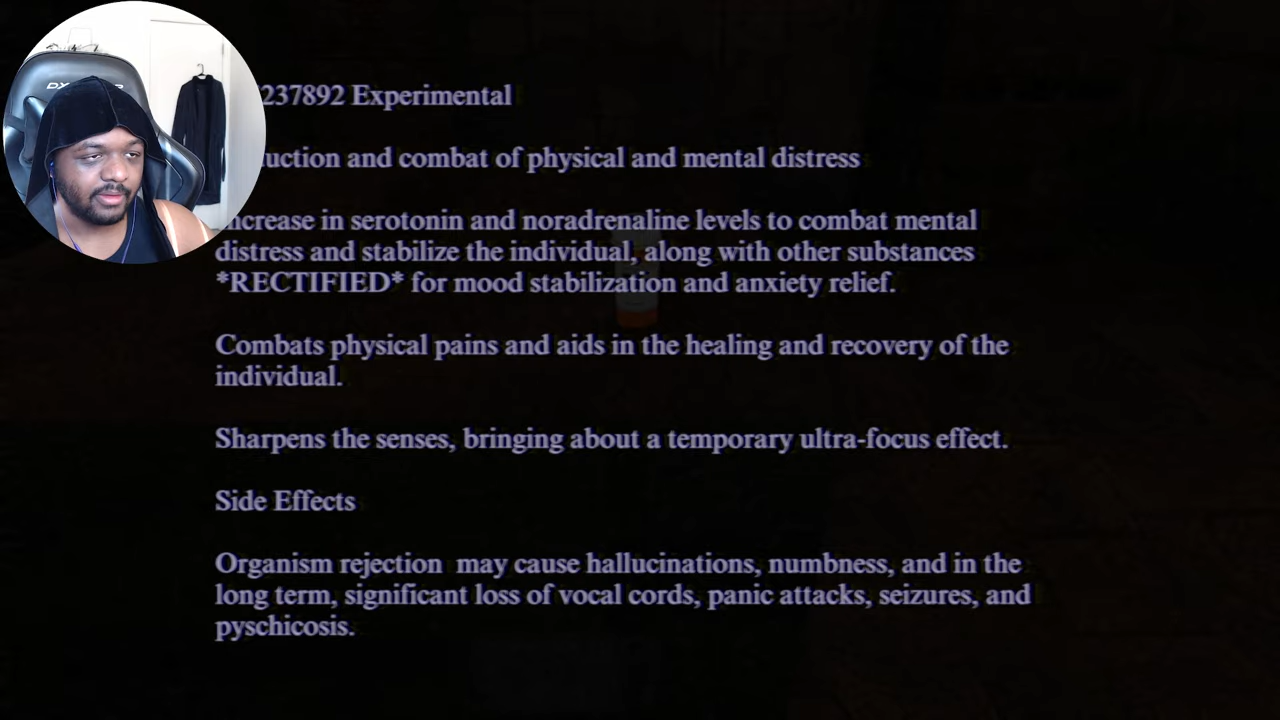 237892 Experimental
and combat of physical and mental distress
increase in serotonin and noradrenaline levels to combat mental
distress and stabilize the individual, along with other substances
*RECTIFIED* for mood stabilization and anxiety relief.
Combats physical pains and aids in the healing and recovery of the
individual.
Sharpens the senses, bringing about a temporary ultra-focus effect.
Side Effects
Organism rejection  may cause hallucinations, numbness, and in the
long term, significant loss of vocal cords, panic attacks, seizures, and
pyschicosis.